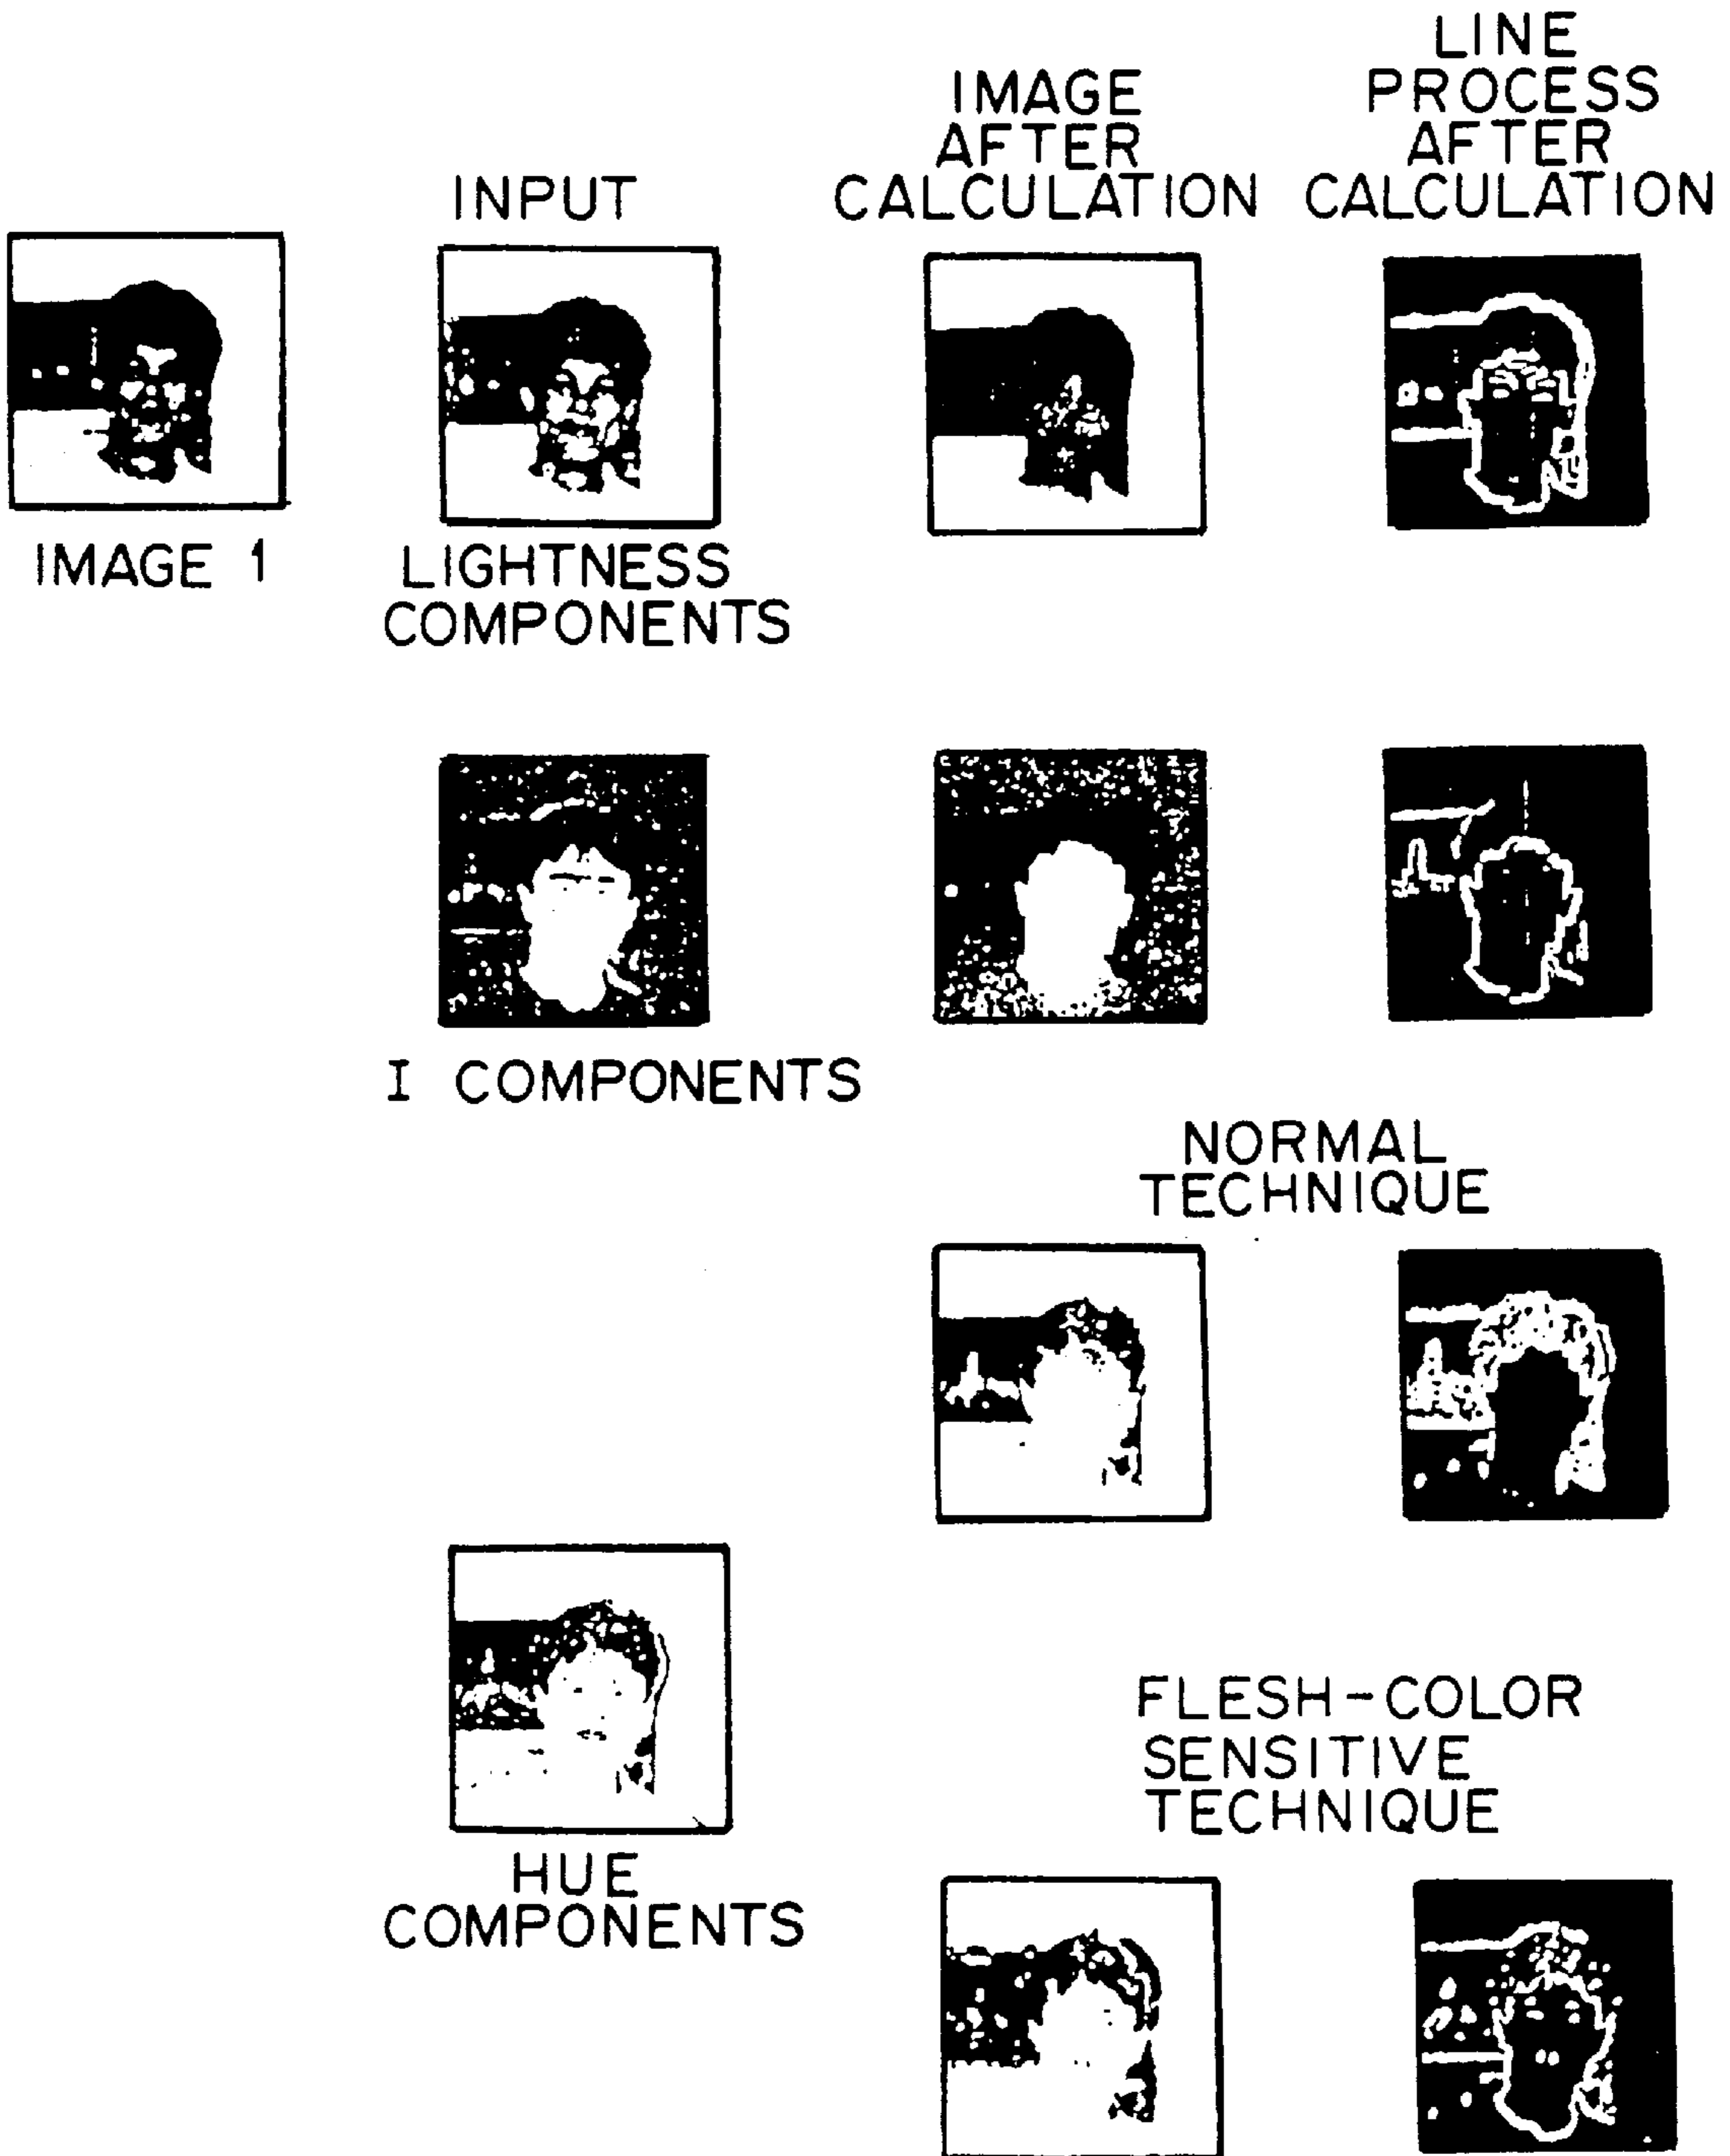 INPUT
IMAGE
AFTER
CALCULATION
LINE
PROCESS
AFTER
CALCULATION
IMAGE 1
LIGHTNESS
COMPONENTS
I COMPONENTS
NORMAL
TECHNIQUE
HUE
COMPONENTS
FLESH-COLOR
SENSITIVE
TECHNIQUE